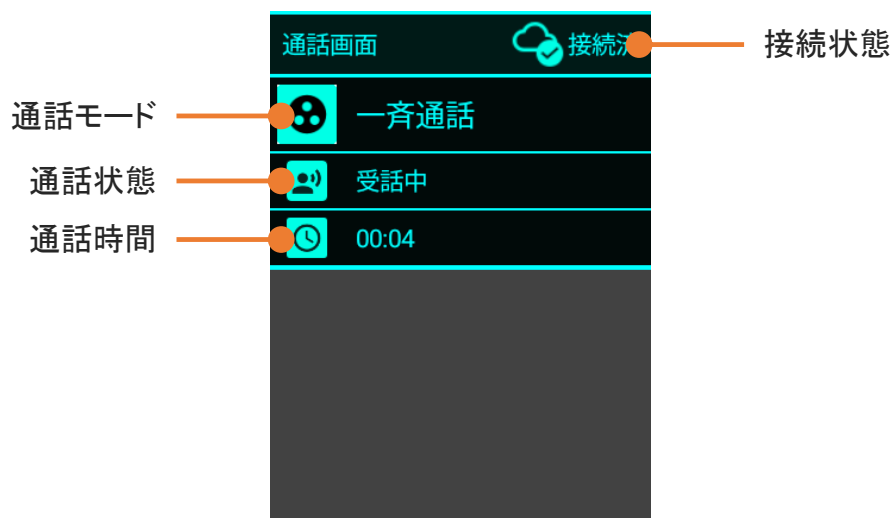 通話画面
接続済
接続状態
通話モード
一斉通話
通話状態
受話中
通話時間
00:04